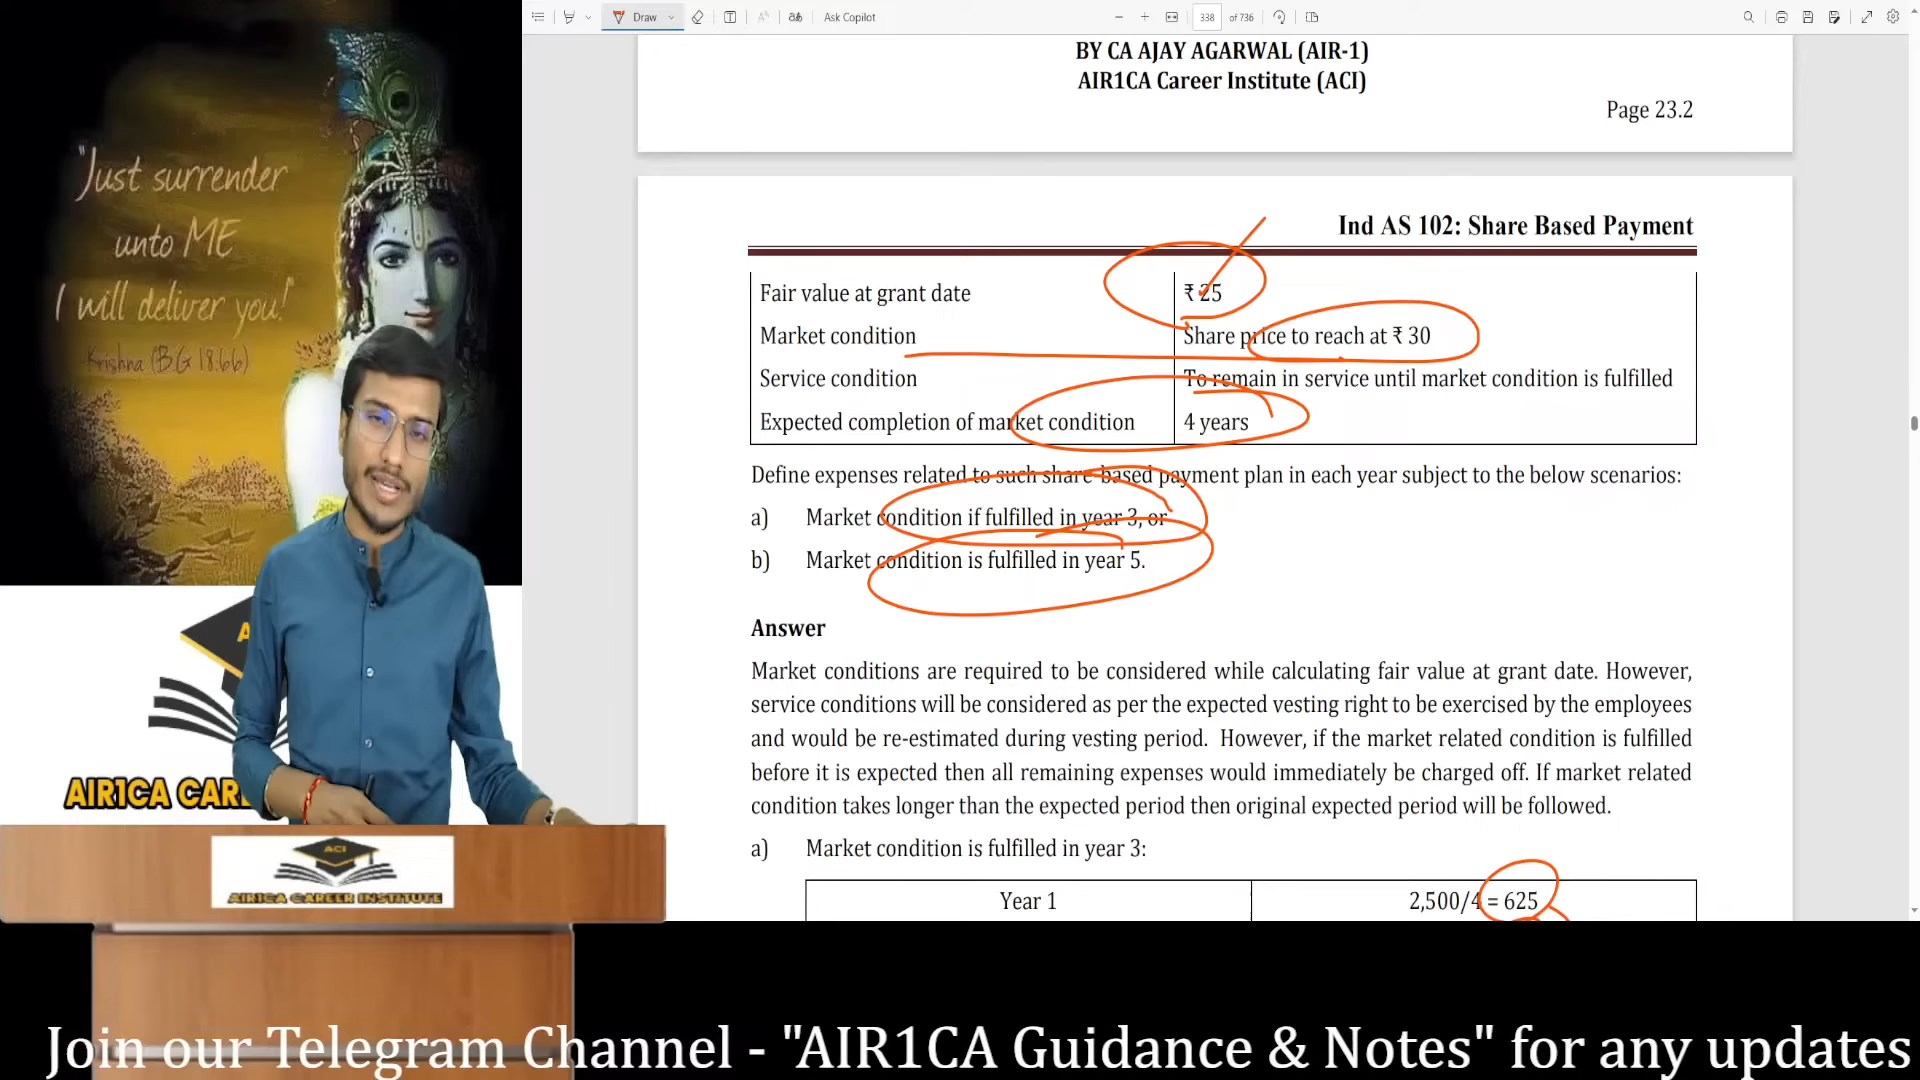 "Just surrender
unto ME
I will deliver you!"
Krishna (B.G 18.66)
AIR1CA CAR
ACI
AIR1CA CAREER INSTITUTE
Draw
Ask Copilot
338 of 736
BY CA AJAY AGARWAL (AIR-1)
AIR1CA Career Institute (ACI)
Page 23.2
Ind AS 102: Share Based Payment
Fair value at grant date ₹ 25
Market condition Share price to reach at ₹ 30
Service condition To remain in service until market condition is fulfilled
Expected completion of market condition 4 years
Define expenses related to such share-based payment plan in each year subject to the below scenarios:
a) Market condition if fulfilled in year 3, or
b) Market condition is fulfilled in year 5.
Answer
Market conditions are required to be considered while calculating fair value at grant date. However,
service conditions will be considered as per the expected vesting right to be exercised by the employees
and would be re-estimated during vesting period. However, if the market related condition is fulfilled
before it is expected then all remaining expenses would immediately be charged off. If market related
condition takes longer than the expected period then original expected period will be followed.
a) Market condition is fulfilled in year 3:
Year 1 2,500/4 = 625
Join our Telegram Channel - "AIR1CA Guidance & Notes" for any updates